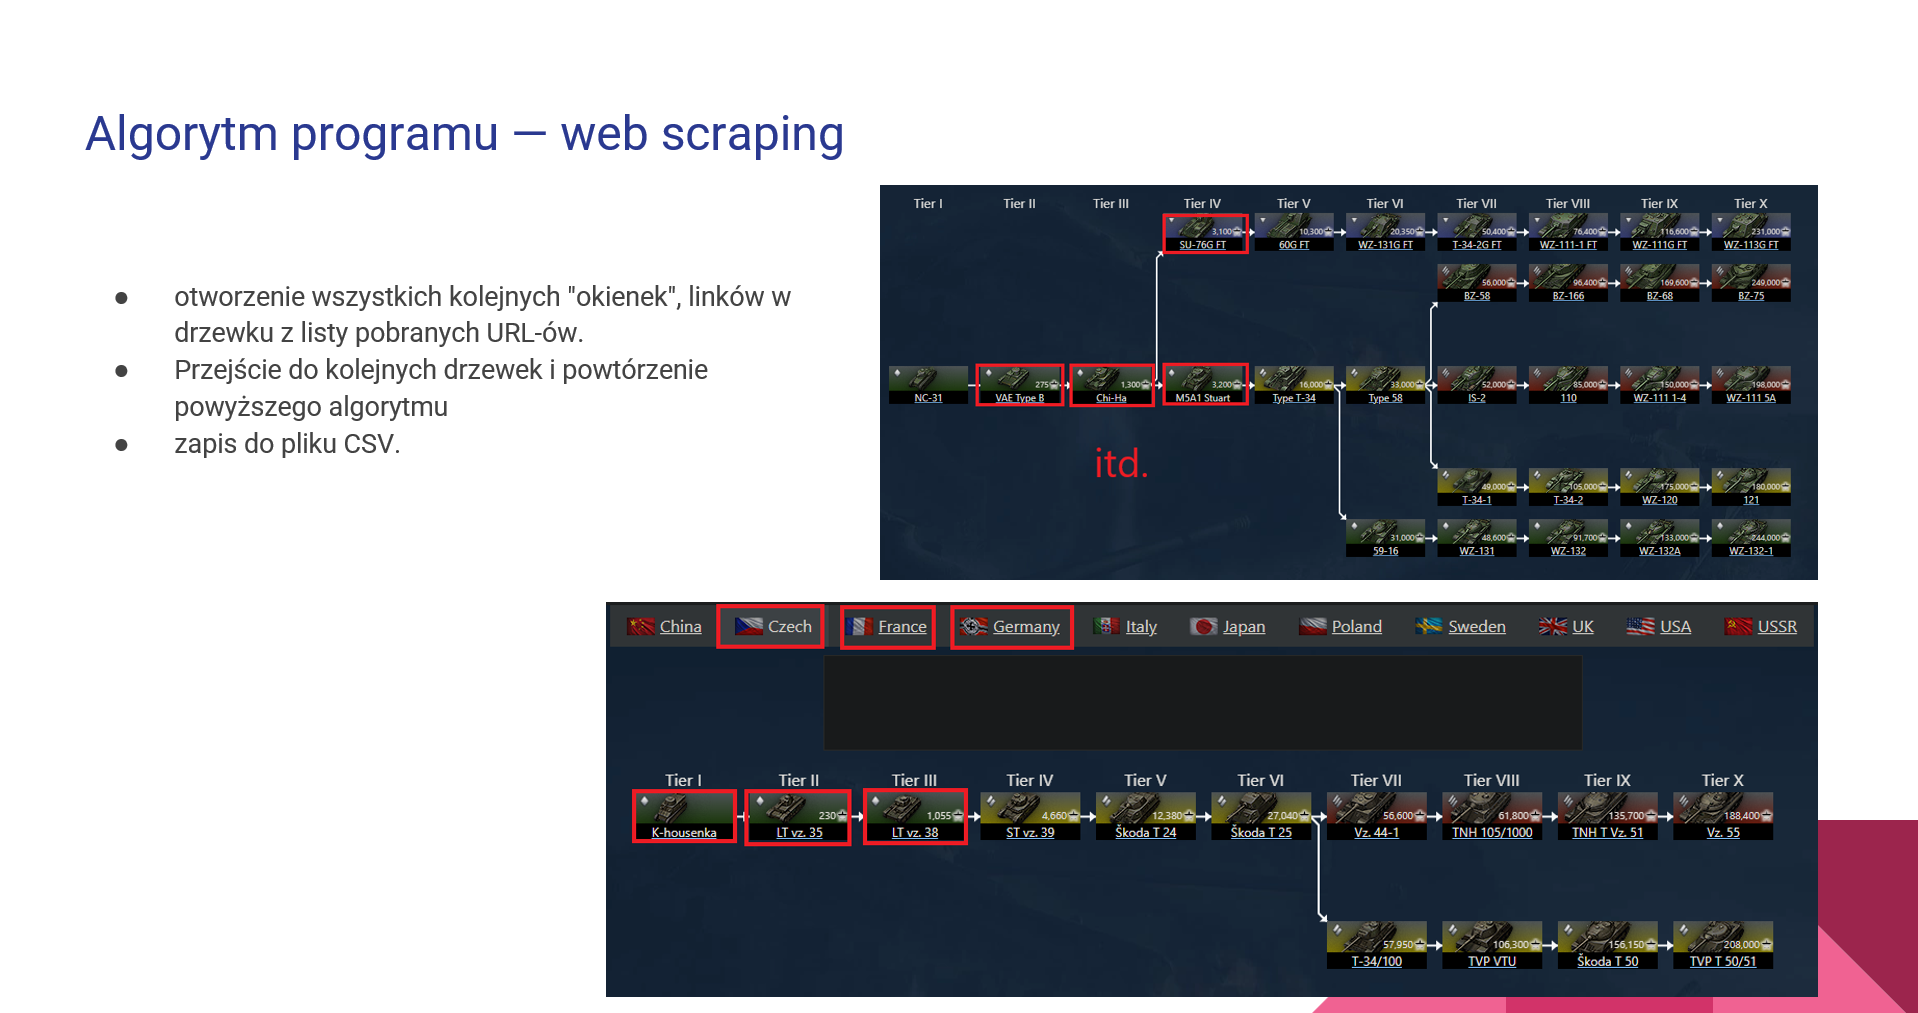 Algorytm programu — web scraping
● otworzenie wszystkich kolejnych "okienek", linków w
drzewku z listy pobranych URL-ów.
● Przejście do kolejnych drzewek i powtórzenie
powyższego algorytmu
● zapis do pliku CSV.
Tier I Tier II Tier III Tier IV Tier V Tier VI Tier VII Tier VIII Tier IX Tier X
3,100 10,300 20,350 50,400 76,400 116,600 231,000
SU-76G FT 60G FT WZ-131G FT T-34-2G FT WZ-111-1 FT WZ-111G FT WZ-113G FT
56,000 96,400 169,600 249,000
BZ-58 BZ-166 BZ-68 BZ-75
275 1,300 3,200 16,000 33,000 52,000 85,000 150,000 198,000
NC-31 VAE Type B Chi-Ha M5A1 Stuart Type T-34 Type 58 IS-2 110 WZ-111 1-4 WZ-111 5A
itd.
49,000 105,000 175,000 180,000
T-34-1 T-34-2 WZ-120 121
31,000 48,600 91,700 133,000 244,000
59-16 WZ-131 WZ-132 WZ-132A WZ-132-1
China Czech France Germany Italy Japan Poland Sweden UK USA USSR
Tier I Tier II Tier III Tier IV Tier V Tier VI Tier VII Tier VIII Tier IX Tier X
230 1,055 4,660 12,380 27,040 56,600 61,800 135,700 188,400
K-housenka LT vz. 35 LT vz. 38 ST vz. 39 Škoda T 24 Škoda T 25 Vz. 44-1 TNH 105/1000 TNH T Vz. 51 Vz. 55
57,950 106,300 156,150 208,000
T-34/100 TVP VTU Škoda T 50 TVP T 50/51